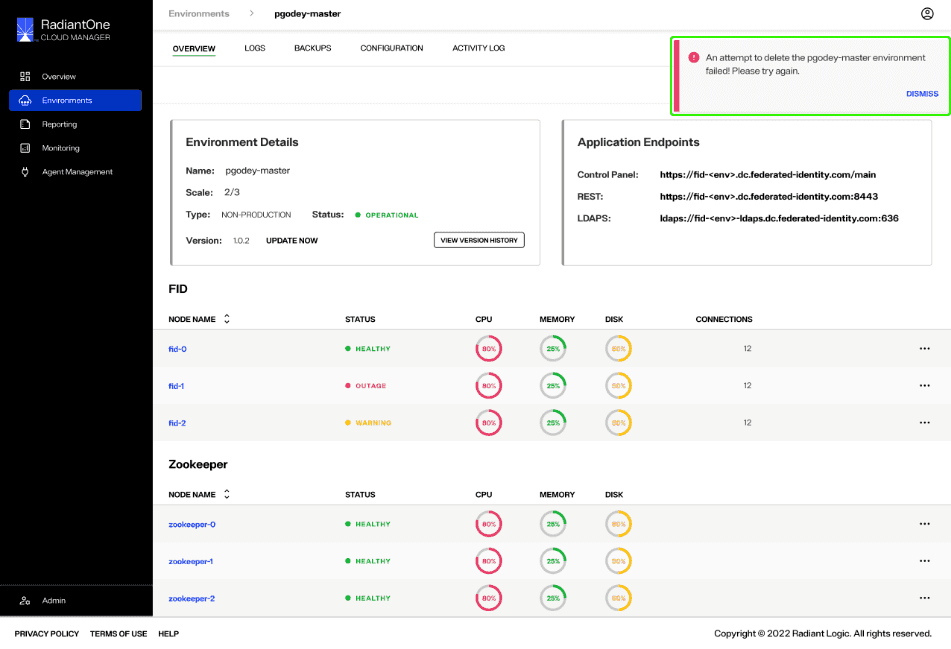 RadiantOne
CLOUD MANAGER
Overview
Environments
Reporting
Monitoring
Agent Management
Admin
Environments > pgodey-master
OVERVIEW LOGS BACKUPS CONFIGURATION ACTIVITY LOG
An attempt to delete the pgodey-master environment
failed! Please try again.
DISMISS
Environment Details
Name: pgodey-master
Scale: 2/3
Type: NON-PRODUCTION Status: OPERATIONAL
Version: 1.0.2 UPDATE NOW VIEW VERSION HISTORY
Application Endpoints
Control Panel: https://fid-<env>.dc.federated-identity.com/main
REST: https://fid-<env>.dc.federated-identity.com:8443
LDAPS: ldaps://fid-<env>-ldaps.dc.federated-identity.com:636
FID
NODE NAME STATUS CPU MEMORY DISK CONNECTIONS
fid-0 HEALTHY 80% 25% 50% 12
fid-1 OUTAGE 80% 25% 50% 12
fid-2 WARNING 80% 25% 50% 12
Zookeeper
NODE NAME STATUS CPU MEMORY DISK
zookeeper-0 HEALTHY 80% 25% 50%
zookeeper-1 HEALTHY 80% 25% 50%
zookeeper-2 HEALTHY 80% 25% 50%
PRIVACY POLICY TERMS OF USE HELP
Copyright © 2022 Radiant Logic. All rights reserved.